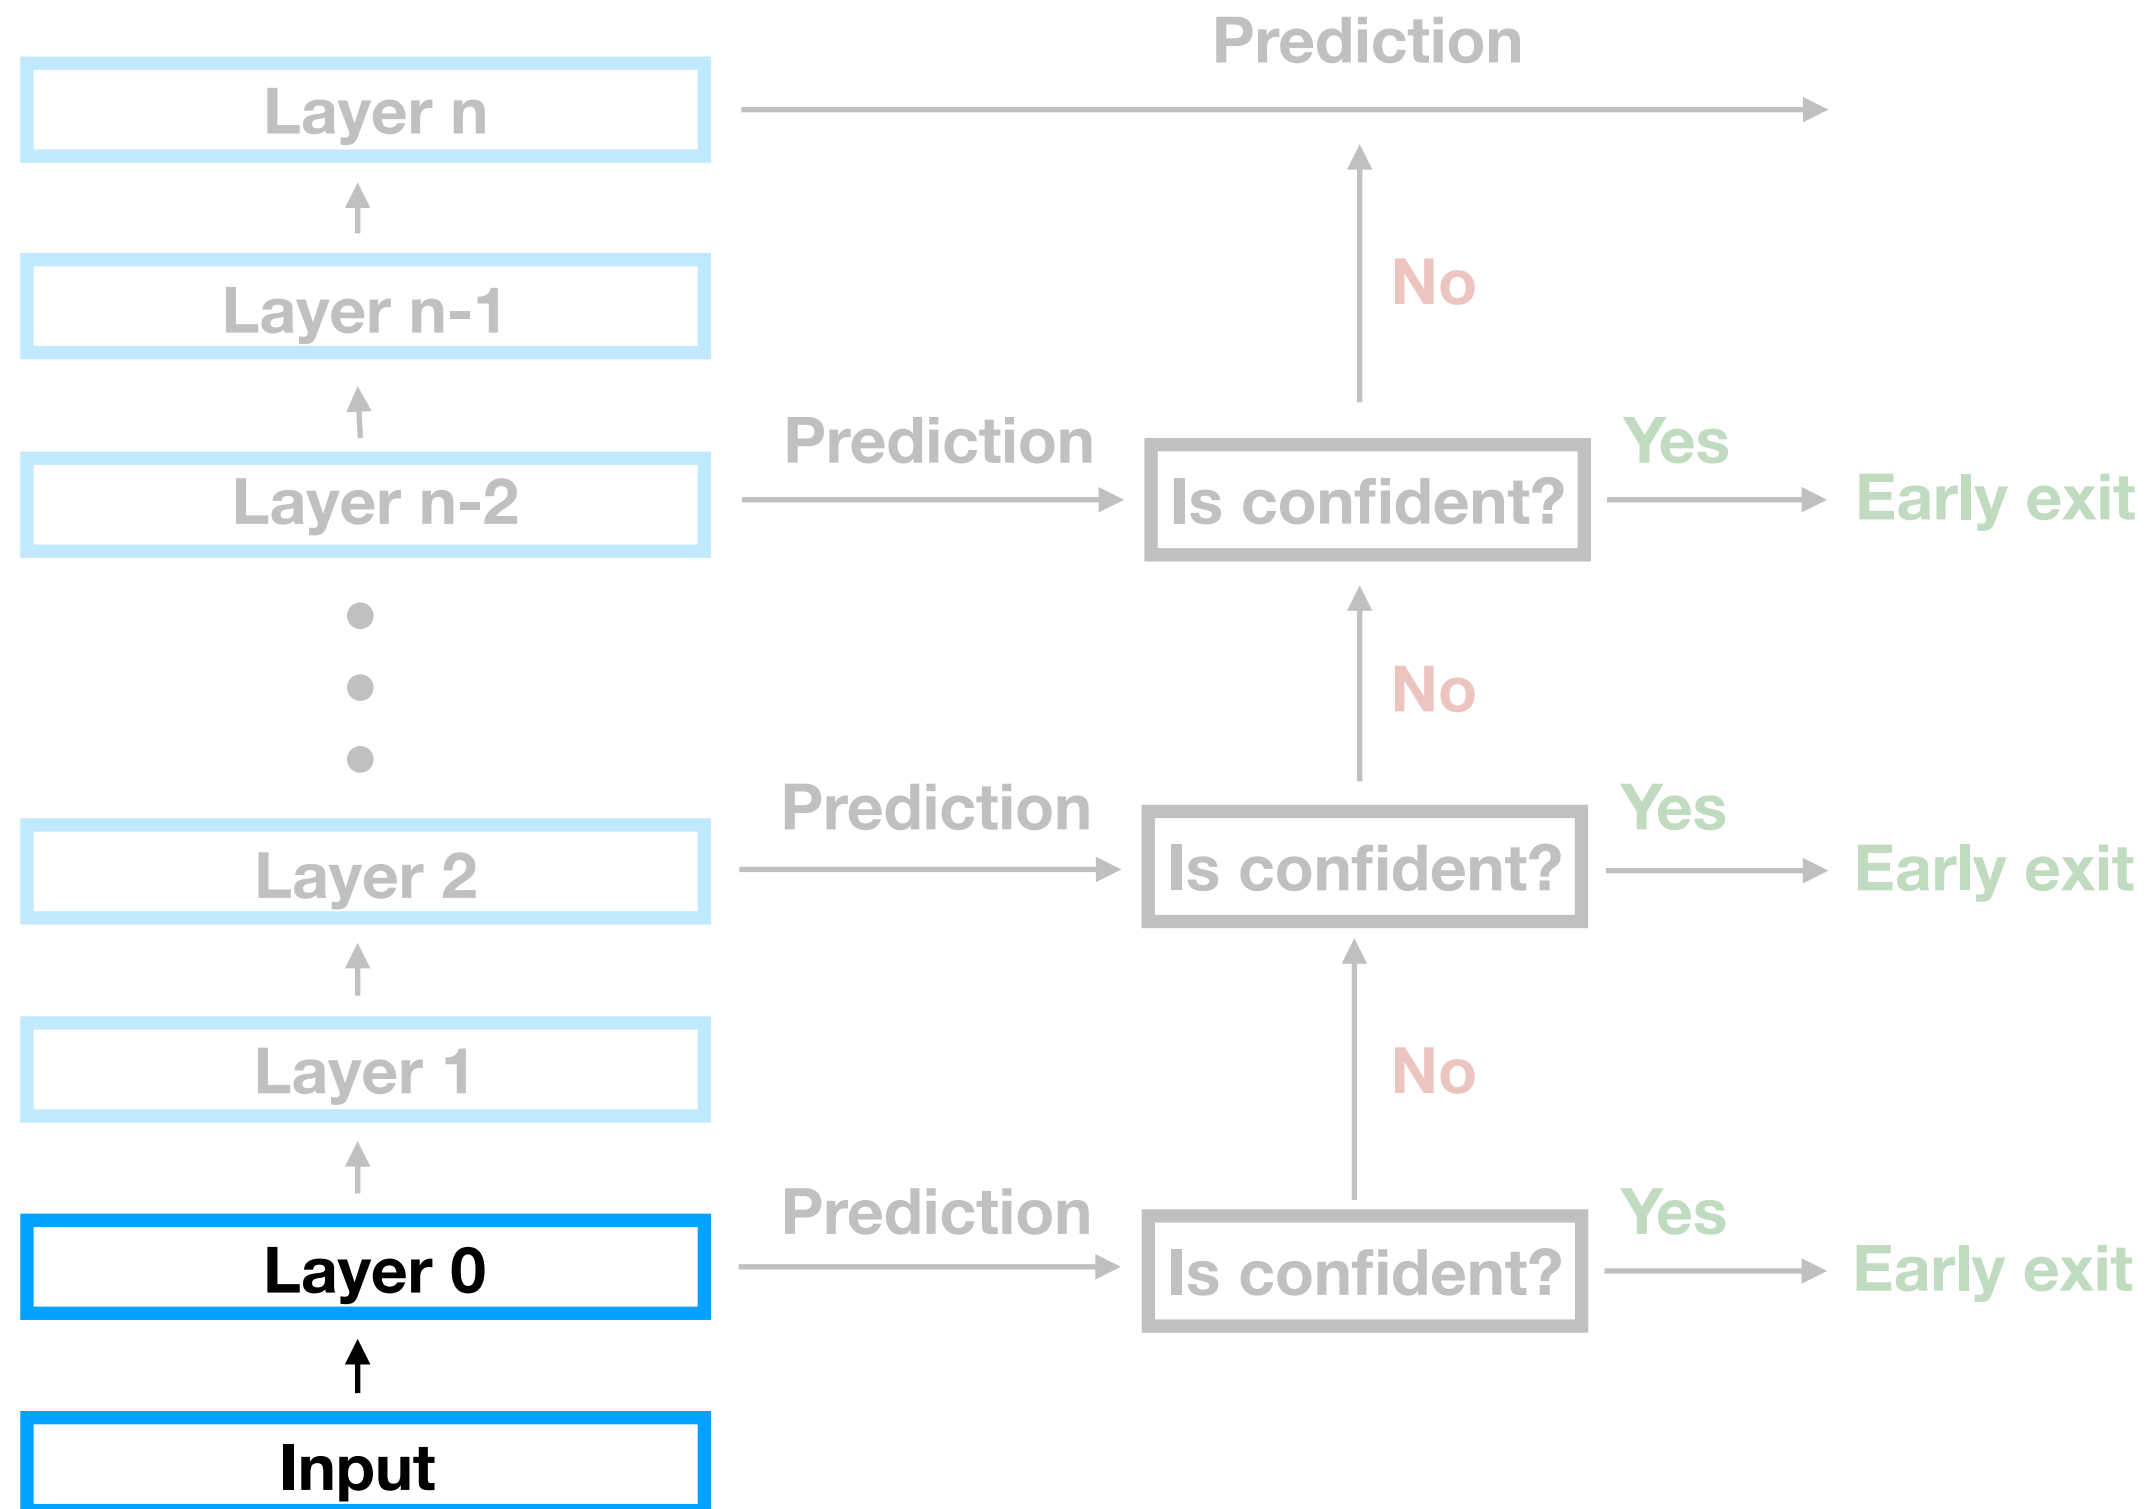 Prediction
Layer n
No
Layer n-1
Prediction
Yes
Layer n-2
Is confident?
Early exit
No
Prediction
Yes
Layer 2
Is confident?
Early exit
No
Layer 1
Prediction
Yes
Layer 0
Is confident?
Early exit
Input